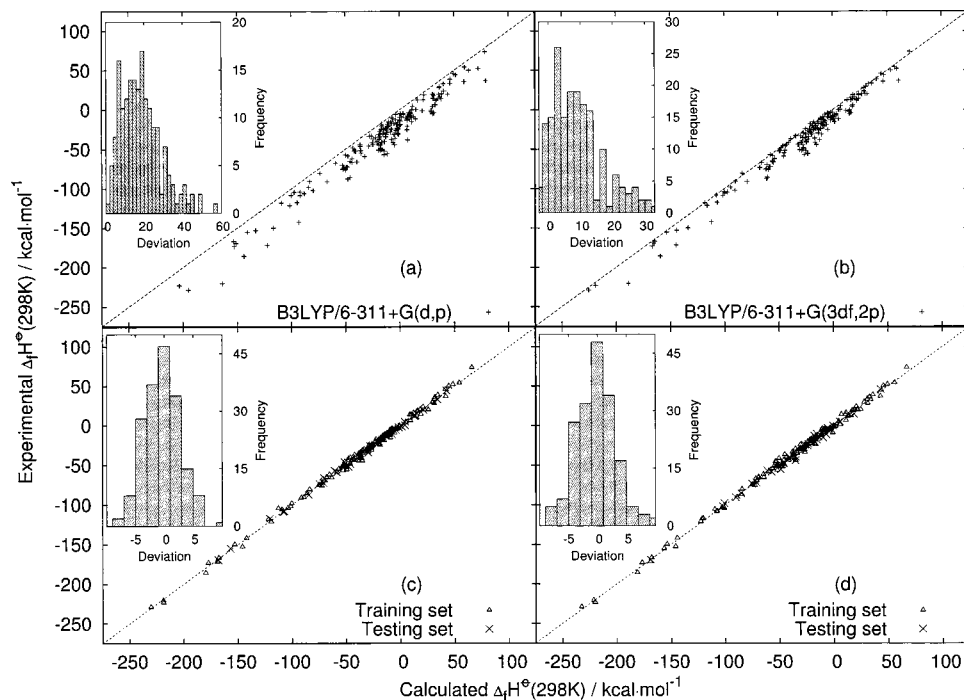 100
50
0
-50
-100
-150
-200
-250
20
15
10
5
0
Frequency
0 20 40 60
Deviation
(a)
B3LYP/6-311+G(d,p) +
30
25
20
15
10
5
0
Frequency
0 10 20 30
Deviation
(b)
B3LYP/6-311+G(3df,2p) +
Experimental ΔfH⊖(298K) / kcal·mol⁻¹
100
50
0
-50
-100
-150
-200
-250
45
30
15
0
Frequency
-5 0 5
Deviation
(c)
Training set △
Testing set ×
45
30
15
0
Frequency
-5 0 5
Deviation
(d)
Training set △
Testing set ×
-250 -200 -150 -100 -50 0 50 100
-250 -200 -150 -100 -50 0 50 100
Calculated ΔfH⊖(298K) / kcal·mol⁻¹